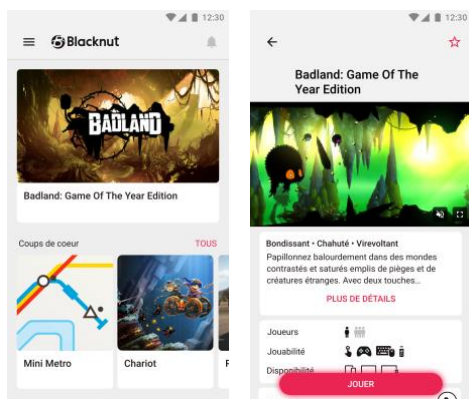 12:30
Blacknut
BADLAND
Badland: Game Of The Year Edition
Coups de coeur
TOUS
Mini Metro
Chariot
F
12:30
Badland: Game Of The
Year Edition
Bondissant • Chahuté • Virevoltant
Papillonnez balourdement dans des mondes
contrastés et saturés emplis de pièges et de
créatures étranges. Avec deux touches...
PLUS DE DÉTAILS
Joueurs
Jouabilité
Disponibilité
JOUER